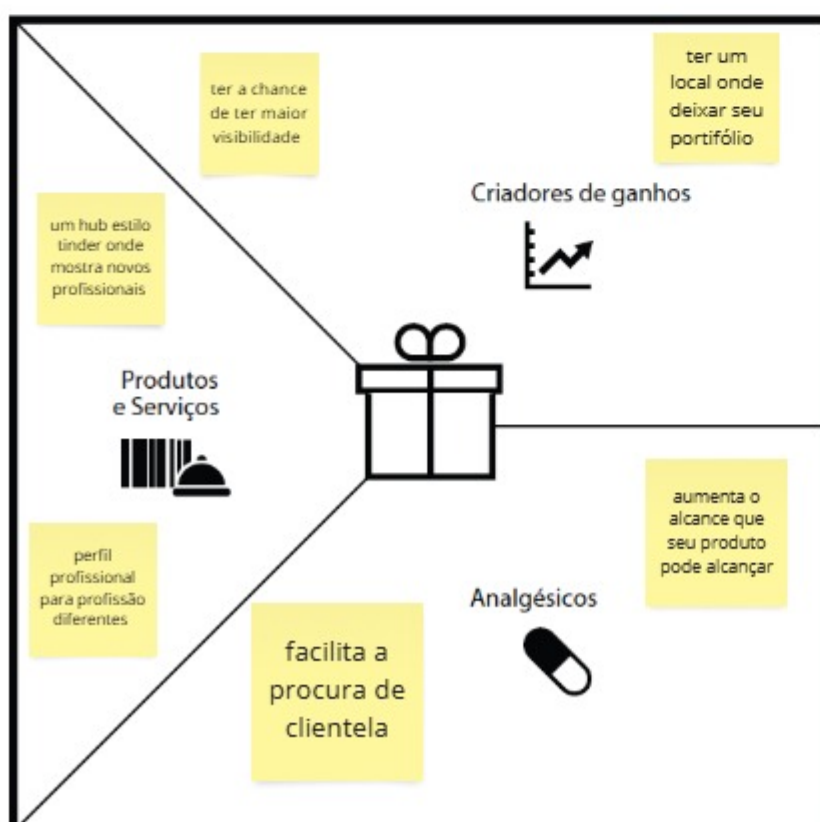 ter a chance
de ter maior
visibilidade
ter um
local onde
deixar seu
portifólio
Criadores de ganhos
um hub estilo
tinder onde
mostra novos
profissionais
Produtos
e Serviços
perfil
profissional
para profissão
diferentes
aumenta o
alcance que
seu produto
pode alcançar
Analgésicos
facilita a
procura de
clientela